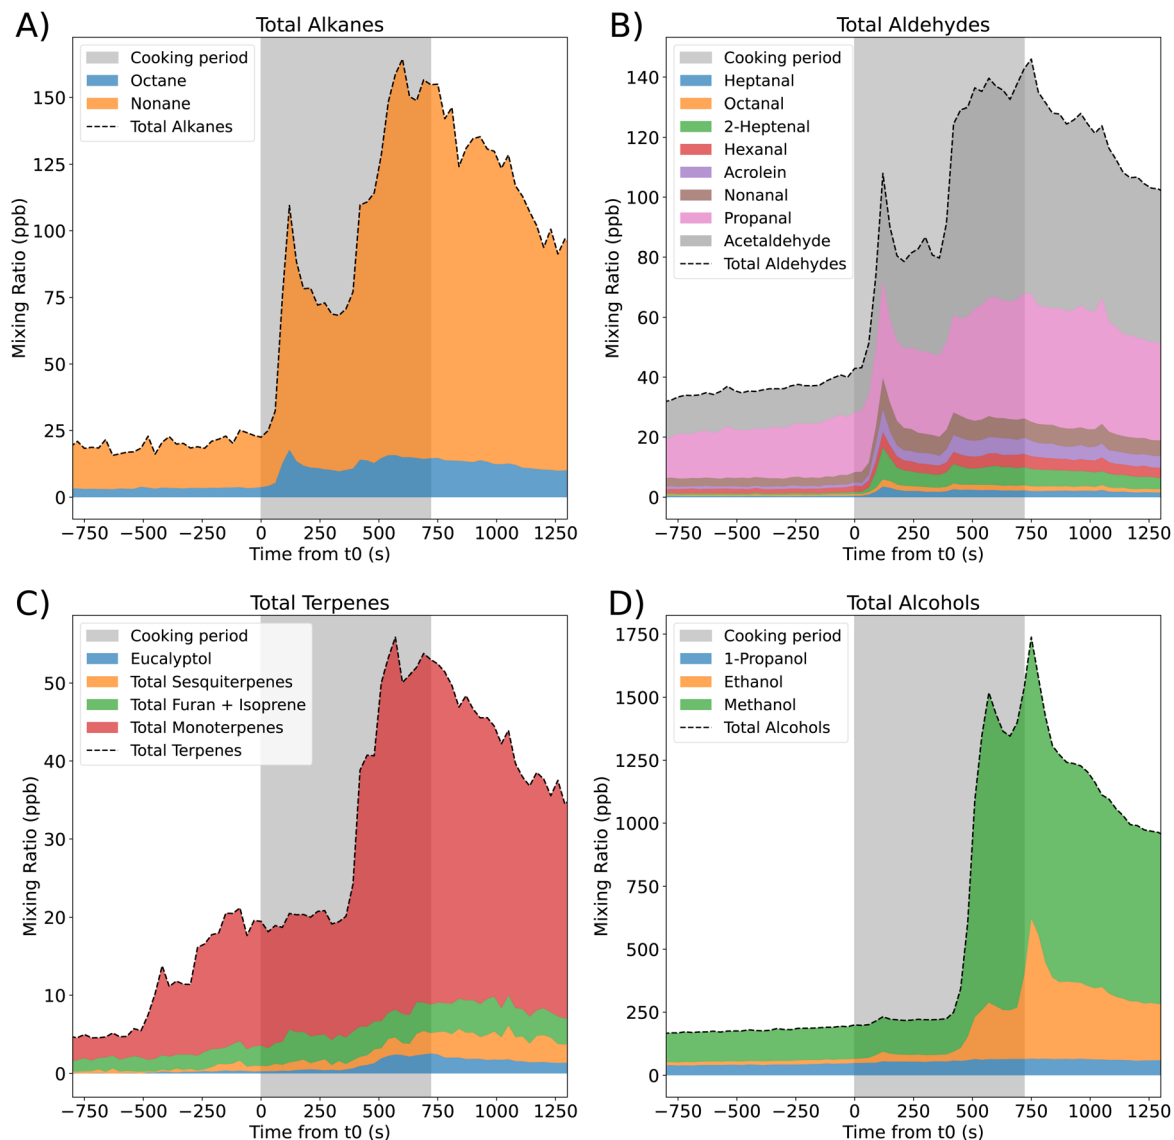 A)
Total Alkanes
Cooking period
Octane
Nonane
Total Alkanes
150
125
100
75
50
25
0
Mixing Ratio (ppb)
−750 −500 −250 0 250 500 750 1000 1250
Time from t0 (s)
B)
Total Aldehydes
Cooking period
Heptanal
Octanal
2-Heptenal
Hexanal
Acrolein
Nonanal
Propanal
Acetaldehyde
Total Aldehydes
140
120
100
80
60
40
20
0
Mixing Ratio (ppb)
−750 −500 −250 0 250 500 750 1000 1250
Time from t0 (s)
C)
Total Terpenes
Cooking period
Eucalyptol
Total Sesquiterpenes
Total Furan + Isoprene
Total Monoterpenes
Total Terpenes
50
40
30
20
10
0
Mixing Ratio (ppb)
−750 −500 −250 0 250 500 750 1000 1250
Time from t0 (s)
D)
Total Alcohols
Cooking period
1-Propanol
Ethanol
Methanol
Total Alcohols
1750
1500
1250
1000
750
500
250
0
Mixing Ratio (ppb)
−750 −500 −250 0 250 500 750 1000 1250
Time from t0 (s)